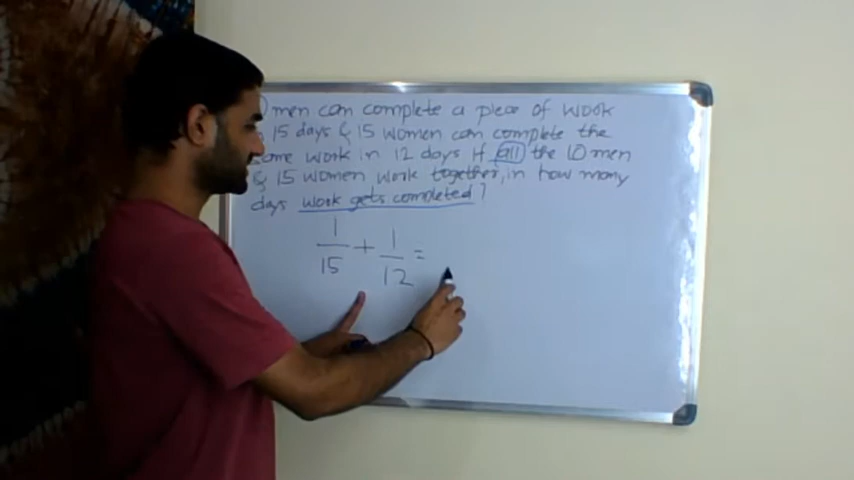 men can complete a piece of work
15 days & 15 women can complete the
same work in 12 days If all the 10 men
& 15 women work together, in how many
days work gets completed ?
1/15 + 1/12 =